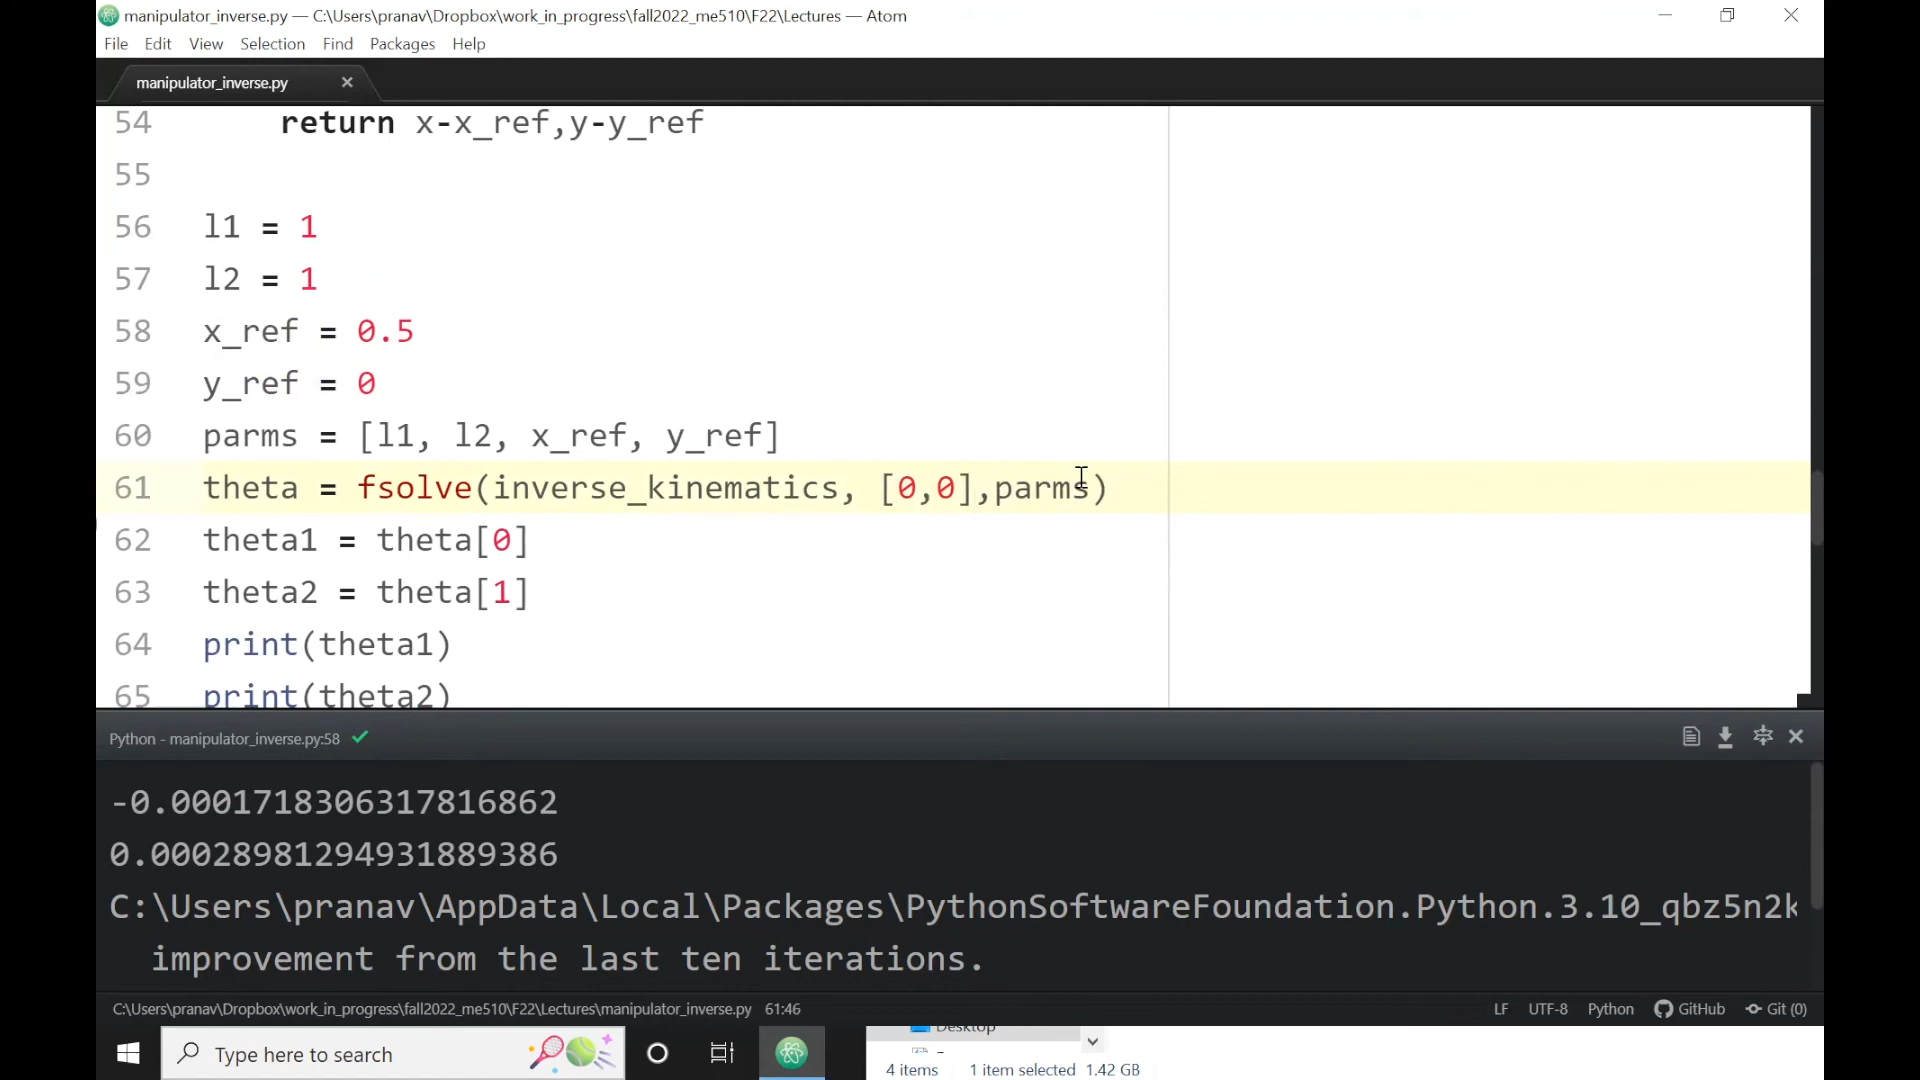 manipulator_inverse.py — C:\Users\pranav\Dropbox\work_in_progress\fall2022_me510\F22\Lectures — Atom
File Edit View Selection Find Packages Help
manipulator_inverse.py
54 return x-x_ref,y-y_ref
55
56 l1 = 1
57 l2 = 1
58 x_ref = 0.5
59 y_ref = 0
60 parms = [l1, l2, x_ref, y_ref]
61 theta = fsolve(inverse_kinematics, [0,0],parms)
62 theta1 = theta[0]
63 theta2 = theta[1]
64 print(theta1)
65 print(theta2)
Python - manipulator_inverse.py:58
-0.0001718306317816862
0.00028981294931889386
C:\Users\pranav\AppData\Local\Packages\PythonSoftwareFoundation.Python.3.10_qbz5n2k
improvement from the last ten iterations.
C:\Users\pranav\Dropbox\work_in_progress\fall2022_me510\F22\Lectures\manipulator_inverse.py 61:46 LF UTF-8 Python GitHub Git (0)
Desktop
Type here to search
4 items 1 item selected 1.42 GB